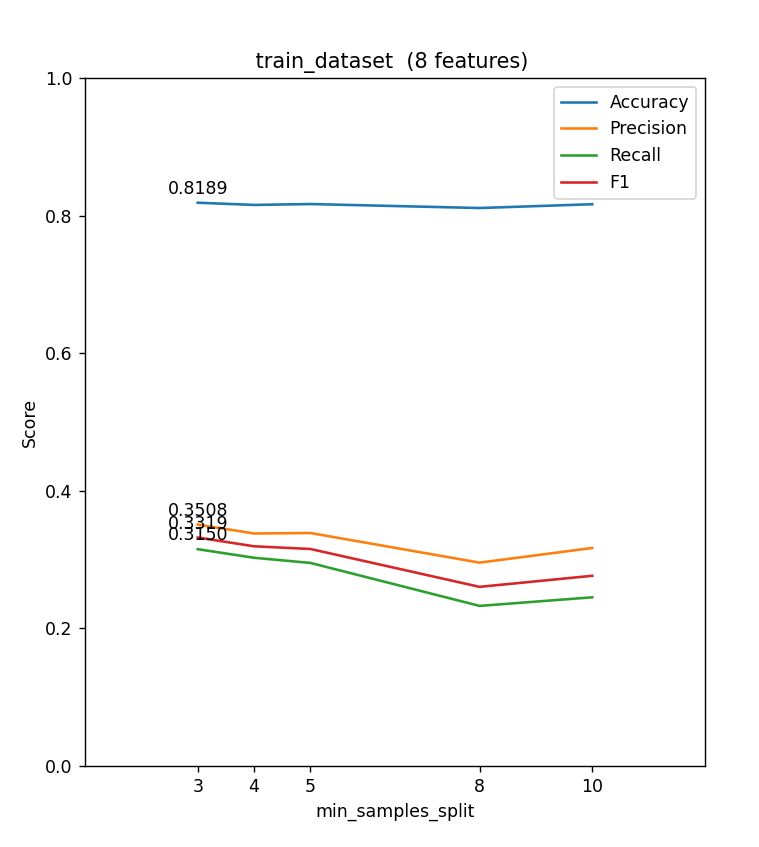 train_dataset  (8 features)
1.0
Accuracy
Precision
Recall
F1
0.8189
0.8
0.6
Score
0.4
0.3508
0.3319
0.3150
0.2
0.0
3 4 5 8 10
min_samples_split